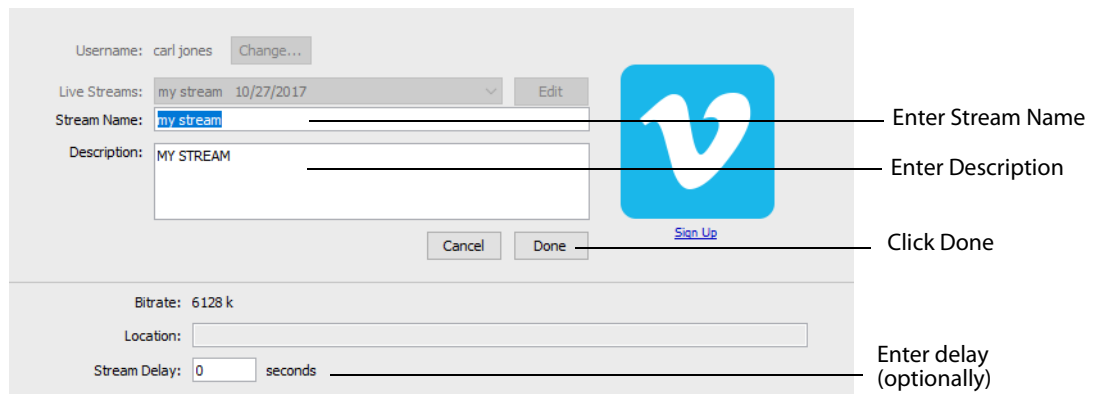 Username: carl jones Change...
Live Streams: my stream 10/27/2017 Edit
Stream Name: my stream
Enter Stream Name
Description: MY STREAM
Enter Description
Sign Up
Cancel Done
Click Done
Bitrate: 6128 k
Location:
Stream Delay: 0 seconds
Enter delay
(optionally)